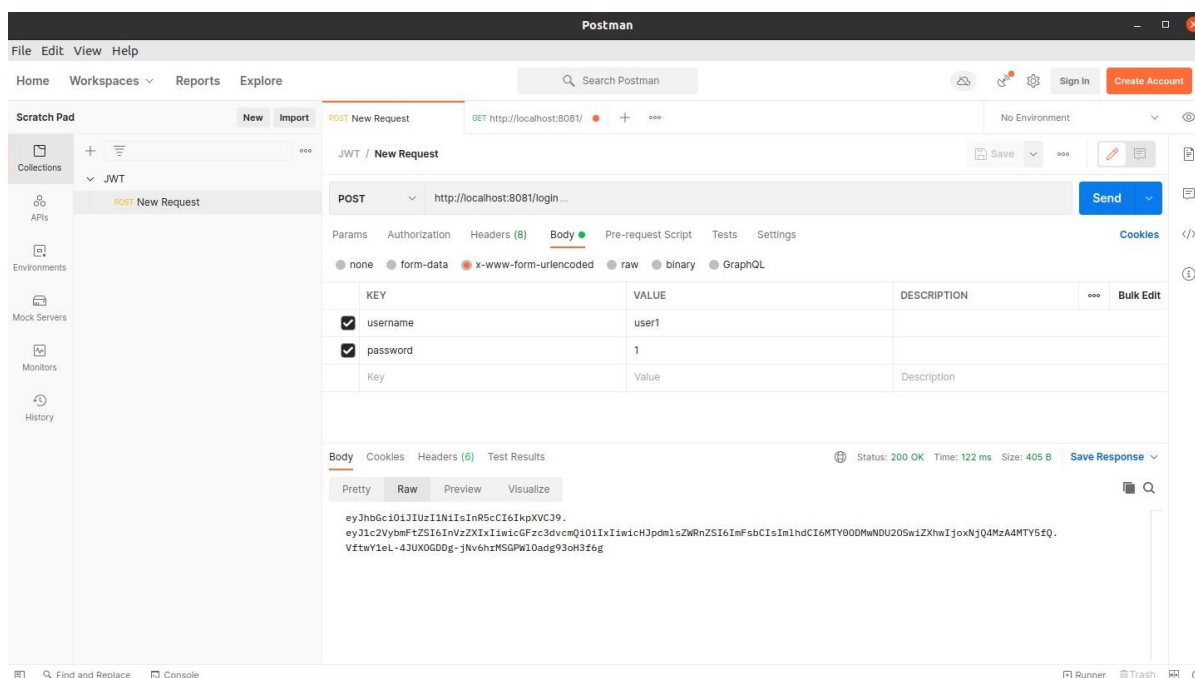 Postman
File Edit View Help
Home Workspaces Reports Explore Search Postman Sign In Create Account
Scratch Pad New Import POST New Request GET http://localhost:8081/ No Environment
Collections
APIs
Environments
Mock Servers
Monitors
History
JWT
POST New Request
JWT / New Request Save
POST http://localhost:8081/login... Send
Params Authorization Headers (8) Body Pre-request Script Tests Settings Cookies
none form-data x-www-form-urlencoded raw binary GraphQL
KEY VALUE DESCRIPTION Bulk Edit
username user1
password 1
Key Value Description
Body Cookies Headers (6) Test Results Status: 200 OK Time: 122 ms Size: 405 B Save Response
Pretty Raw Preview Visualize
eyJhbGciOiJIUzI1NiIsInR5cCI6IkpXVCJ9.
eyJ1c2VybmFtZSI6InVzZXIxIiwicGFzc3dvcmQiOiIxIiwicHJpdmlsZWRnZSI6ImFsbCIsImlhdCI6MTY0ODMwNDU2OSwiZXhwIjoxNjQ4MzA4MTY5fQ.
VftwY1eL-4JUXOGDDg-jNv6hrMSGPWlOadg93oH3f6g
Find and Replace Console Runner Trash